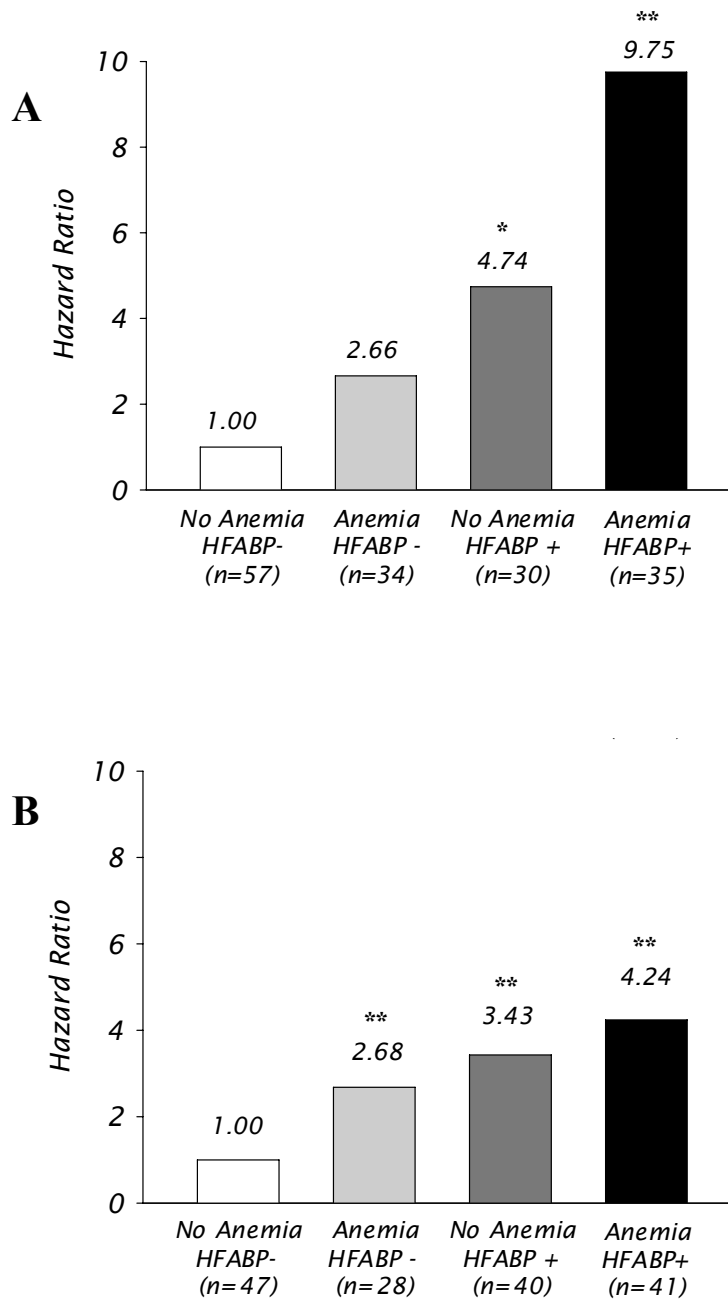 **
9.75
10
A
8
*
4.74
6
Hazard Ratio
4
2.66
2
1.00
0
No Anemia HFABP- (n=57)
Anemia HFABP - (n=34)
No Anemia HFABP + (n=30)
Anemia HFABP+ (n=35)
10
B
8
**
4.24
6
**
3.43
Hazard Ratio
**
2.68
4
1.00
2
0
No Anemia HFABP- (n=47)
Anemia HFABP - (n=28)
No Anemia HFABP + (n=40)
Anemia HFABP+ (n=41)